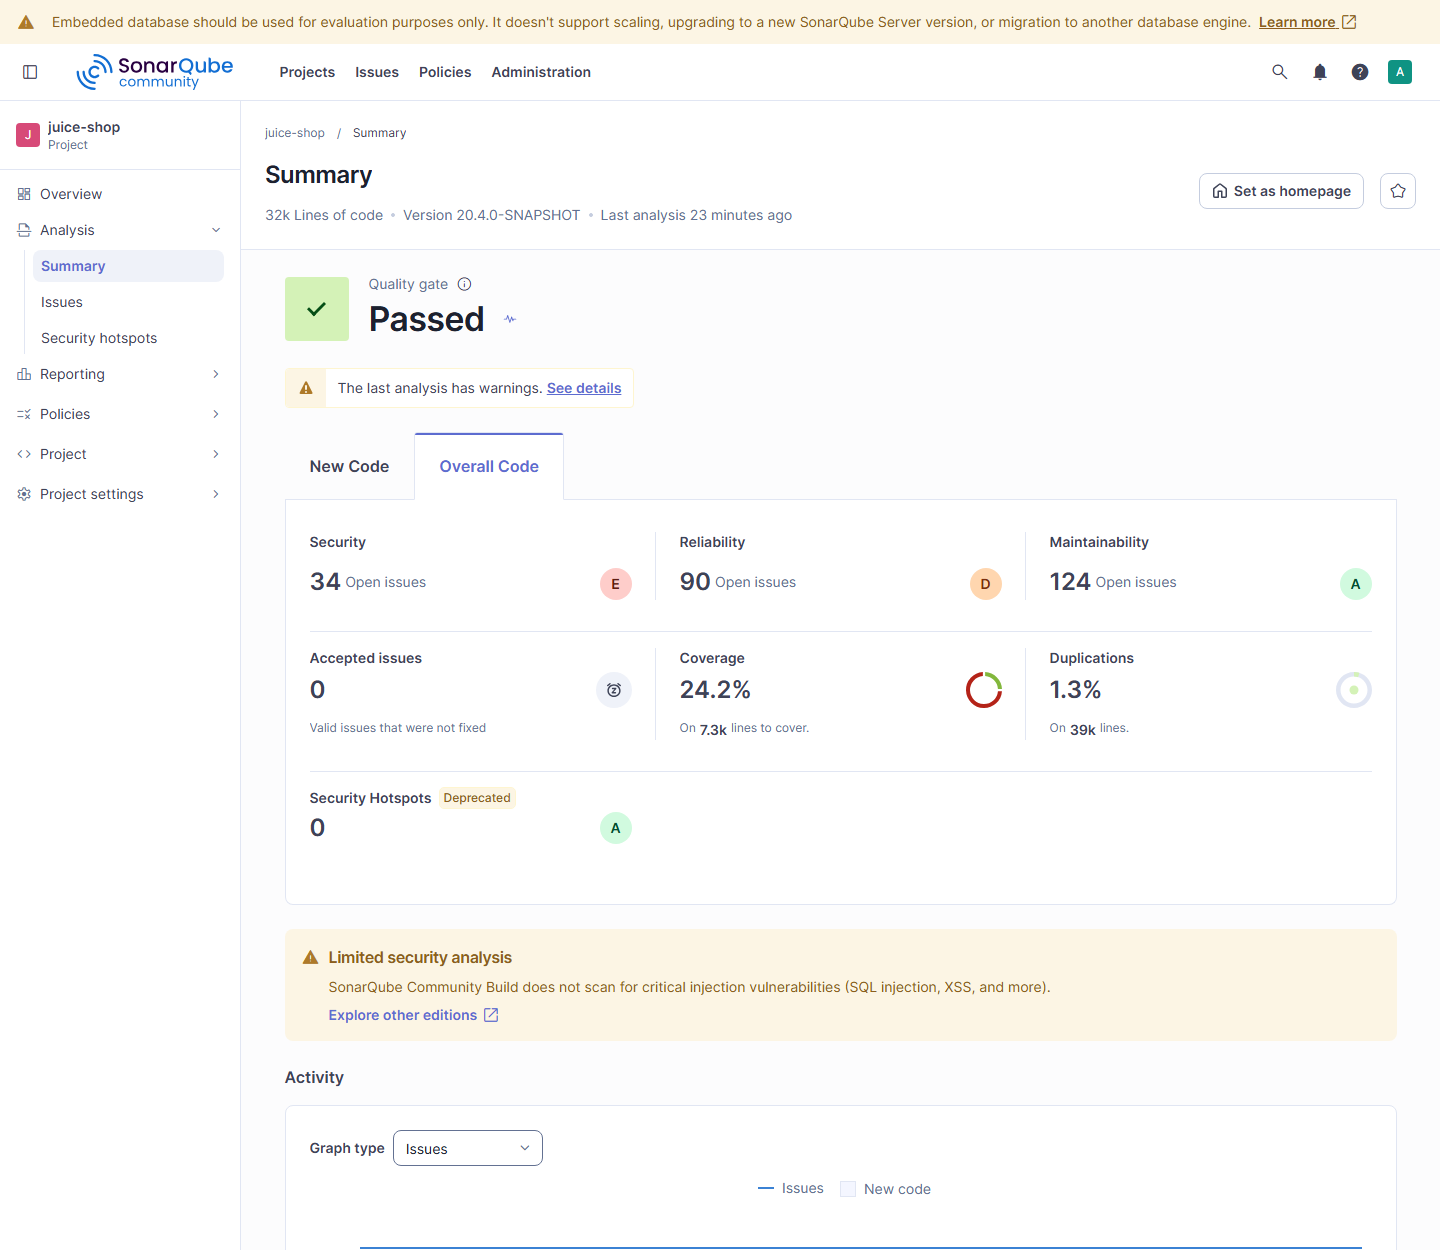 Embedded database should be used for evaluation purposes only. It doesn't support scaling, upgrading to a new SonarQube Server version, or migration to another database engine. Learn more
SonarQube community
Projects Issues Policies Administration
A
J
juice-shop
Project
Overview
Analysis
Summary
Issues
Security hotspots
Reporting
Policies
Project
Project settings
juice-shop / Summary
Summary
32k Lines of code • Version 20.4.0-SNAPSHOT • Last analysis 23 minutes ago
Set as homepage
Quality gate
Passed
The last analysis has warnings. See details
New Code Overall Code
Security
34 Open issues E
Reliability
90 Open issues D
Maintainability
124 Open issues A
Accepted issues
0
Valid issues that were not fixed
Coverage
24.2%
On 7.3k lines to cover.
Duplications
1.3%
On 39k lines.
Security Hotspots Deprecated
0 A
Limited security analysis
SonarQube Community Build does not scan for critical injection vulnerabilities (SQL injection, XSS, and more).
Explore other editions
Activity
Graph type Issues
Issues New code